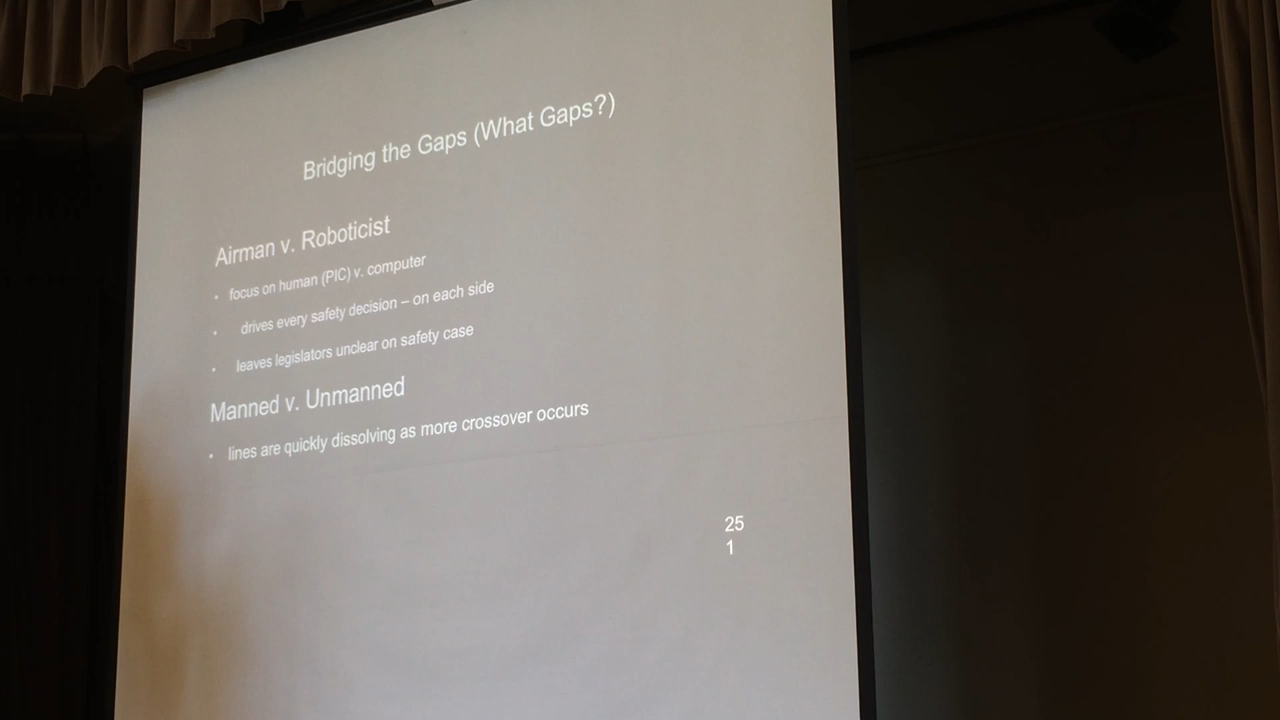 Bridging the Gaps (What Gaps?)
Airman v. Roboticist
• focus on human (PIC) v. computer
• drives every safety decision – on each side
• leaves legislators unclear on safety case
Manned v. Unmanned
• lines are quickly dissolving as more crossover occurs
25
1